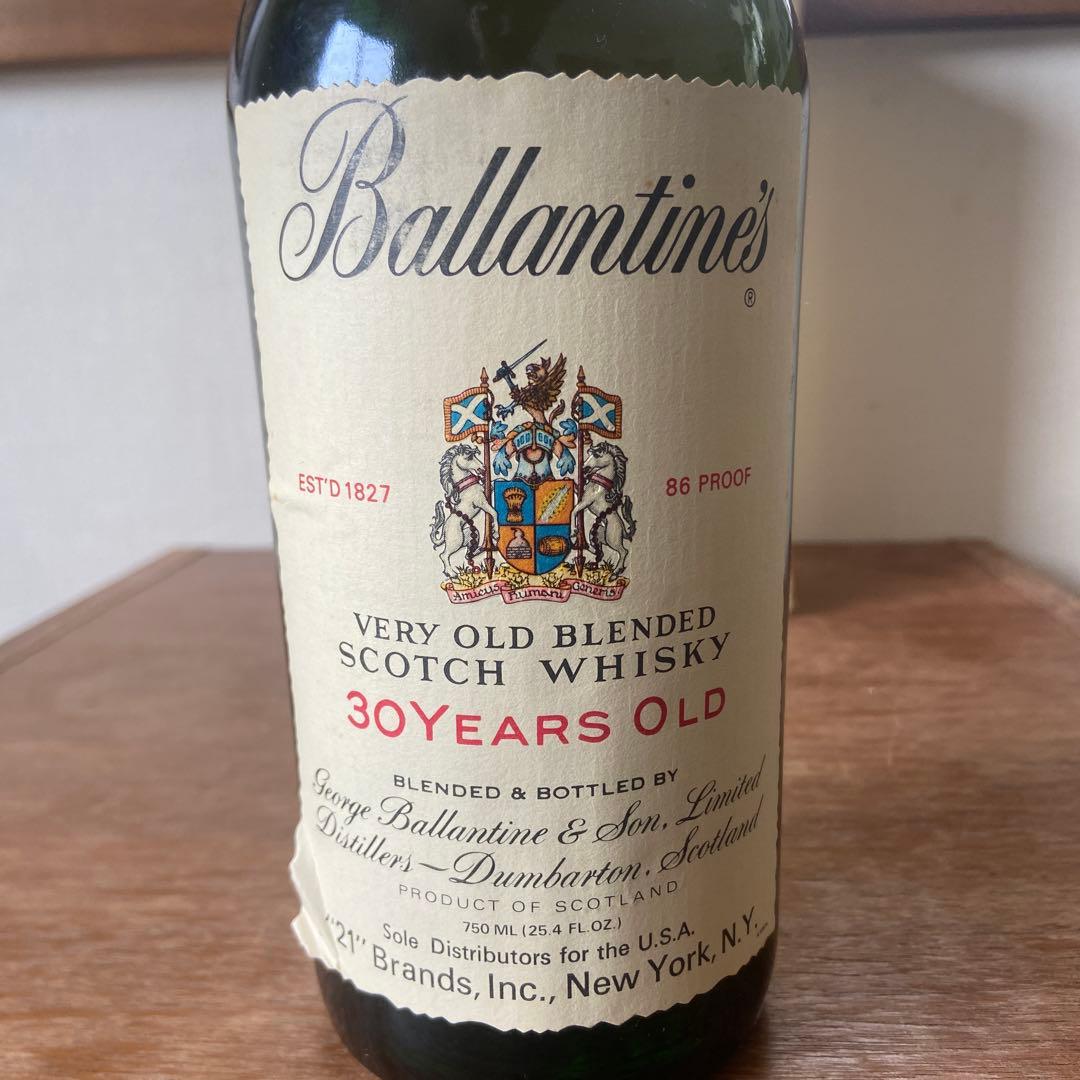 Ballantine's
®
EST'D 1827
86 PROOF
Amicus Humani Generis
VERY OLD BLENDED
SCOTCH WHISKY
30 YEARS OLD
BLENDED & BOTTLED BY
George Ballantine & Son, Limited
Distillers — Dumbarton, Scotland
PRODUCT OF SCOTLAND
750 ML (25.4 FL.OZ.)
Sole Distributors for the U.S.A.
"21" Brands, Inc., New York, N.Y.